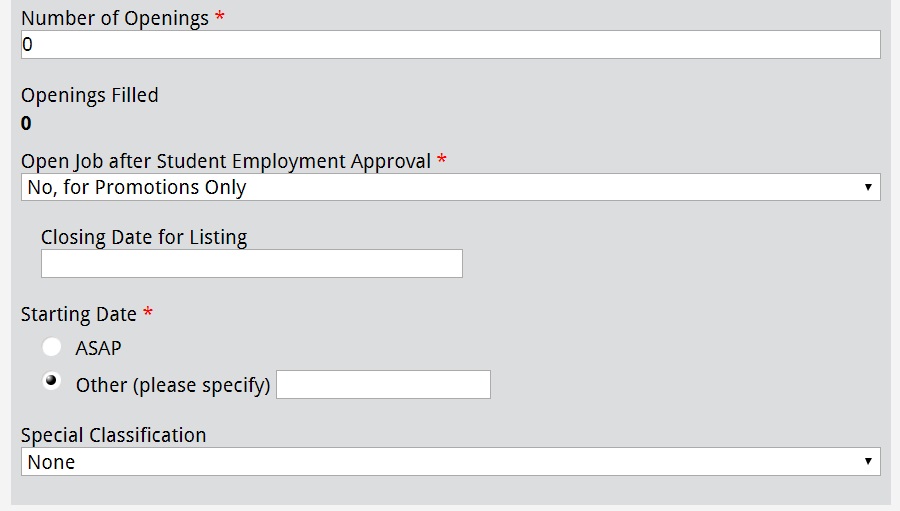 Number of Openings *
0
Openings Filled
0
Open Job after Student Employment Approval *
No, for Promotions Only
Closing Date for Listing
Starting Date *
ASAP
Other (please specify)
Special Classification
None